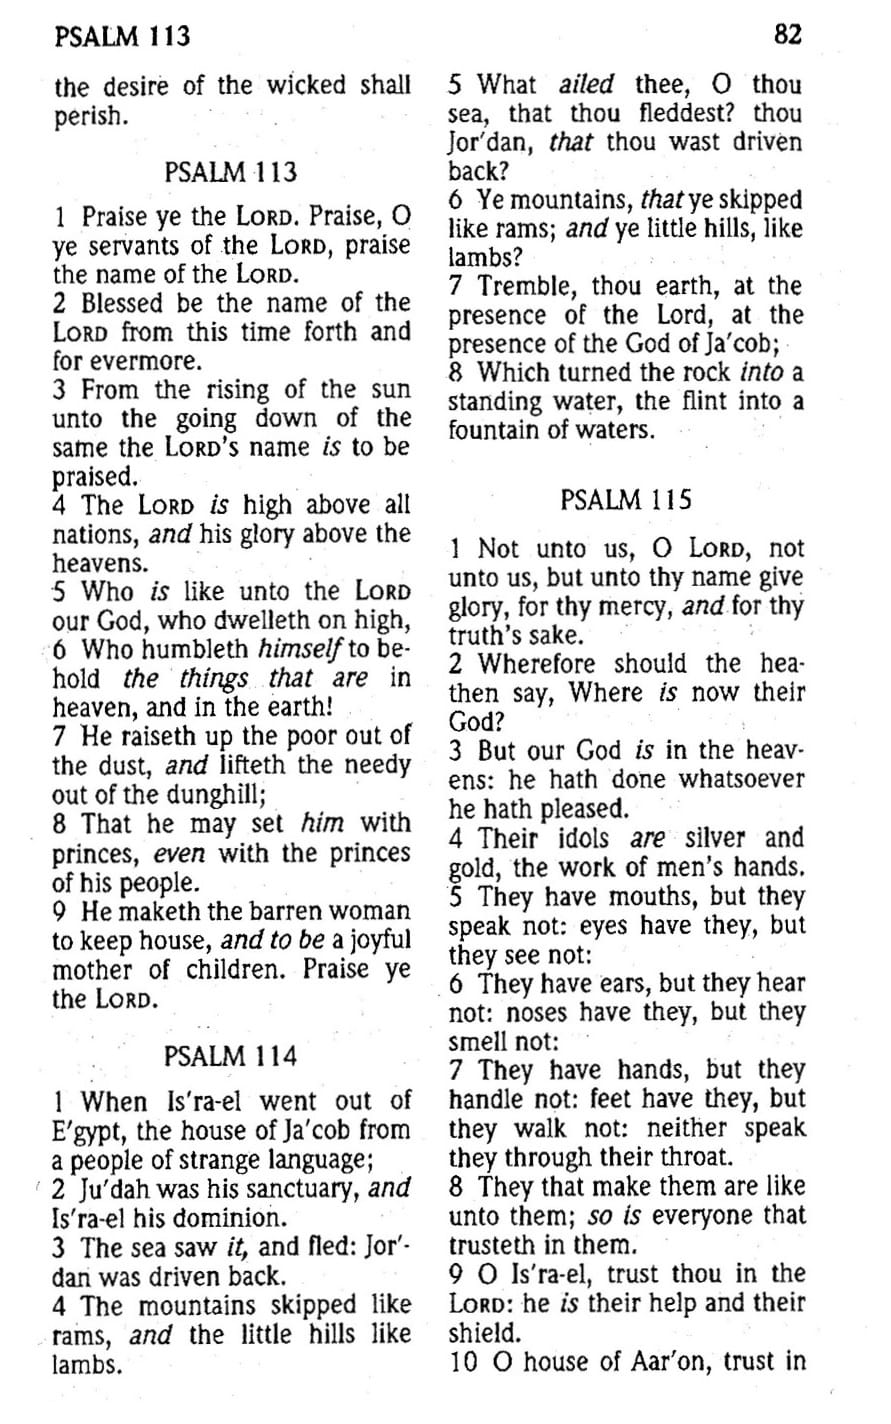 PSALM 113
82
the desire of the wicked shall
perish.
PSALM 113
1 Praise ye the LORD. Praise, O
ye servants of the LORD, praise
the name of the LORD.
2 Blessed be the name of the
LORD from this time forth and
for evermore.
3 From the rising of the sun
unto the going down of the
same the LORD'S name is to be
praised.
4 The LORD is high above all
nations, and his glory above the
heavens.
5 Who is like unto the LORD
our God, who dwelleth on high,
6 Who humbleth himself to be-
hold the things that are in
heaven, and in the earth!
7 He raiseth up the poor out of
the dust, and lifteth the needy
out of the dunghill;
8 That he may set him with
princes, even with the princes
of his people.
9 He maketh the barren woman
to keep house, and to be a joyful
mother of children. Praise ye
the LORD.
PSALM 114
1 When Is′ra-el went out of
E′gypt, the house of Ja′cob from
a people of strange language;
2 Ju′dah was his sanctuary, and
Is′ra-el his dominion.
3 The sea saw it, and fled: Jor′-
dan was driven back.
4 The mountains skipped like
rams, and the little hills like
lambs.
5 What ailed thee, O thou
sea, that thou fleddest? thou
Jor′dan, that thou wast driven
back?
6 Ye mountains, that ye skipped
like rams; and ye little hills, like
lambs?
7 Tremble, thou earth, at the
presence of the Lord, at the
presence of the God of Ja′cob;
8 Which turned the rock into a
standing water, the flint into a
fountain of waters.
PSALM 115
1 Not unto us, O LORD, not
unto us, but unto thy name give
glory, for thy mercy, and for thy
truth's sake.
2 Wherefore should the hea-
then say, Where is now their
God?
3 But our God is in the heav-
ens: he hath done whatsoever
he hath pleased.
4 Their idols are silver and
gold, the work of men's hands.
5 They have mouths, but they
speak not: eyes have they, but
they see not:
6 They have ears, but they hear
not: noses have they, but they
smell not:
7 They have hands, but they
handle not: feet have they, but
they walk not: neither speak
they through their throat.
8 They that make them are like
unto them; so is everyone that
trusteth in them.
9 O Is′ra-el, trust thou in the
LORD: he is their help and their
shield.
10 O house of Aar′on, trust in